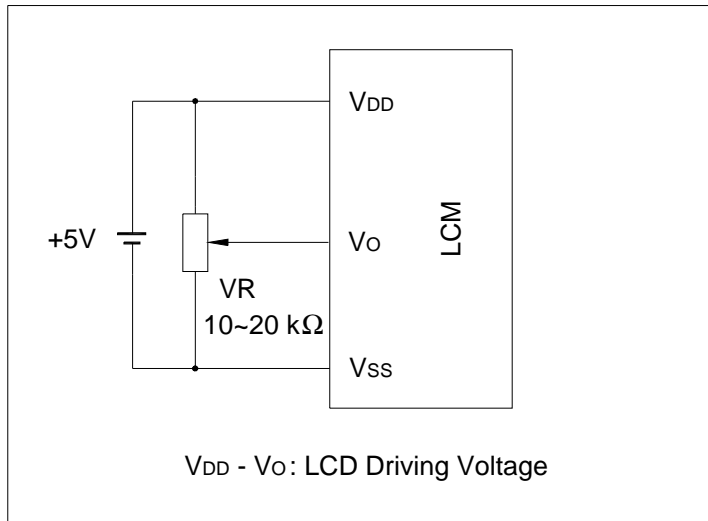 VDD
+5V
VO
LCM
VR
10~20 kΩ
VSS
VDD - VO: LCD Driving Voltage